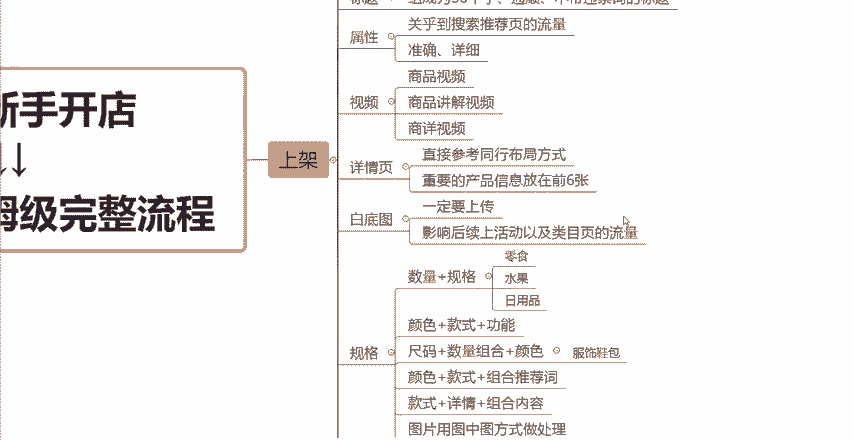 标题
属性
关乎到搜索推荐页的流量
准确、详细
视频
商品视频
商品讲解视频
商详视频
新手开店
↓↓
上架
详情页
直接参考同行布局方式
重要的产品信息放在前6张
姆级完整流程
白底图
一定要上传
影响后续上活动以及类目页的流量
规格
数量+规格
零食
水果
日用品
颜色+款式+功能
尺码+数量组合+颜色
服饰鞋包
颜色+款式+组合推荐词
款式+详情+组合内容
图片用图中图方式做处理